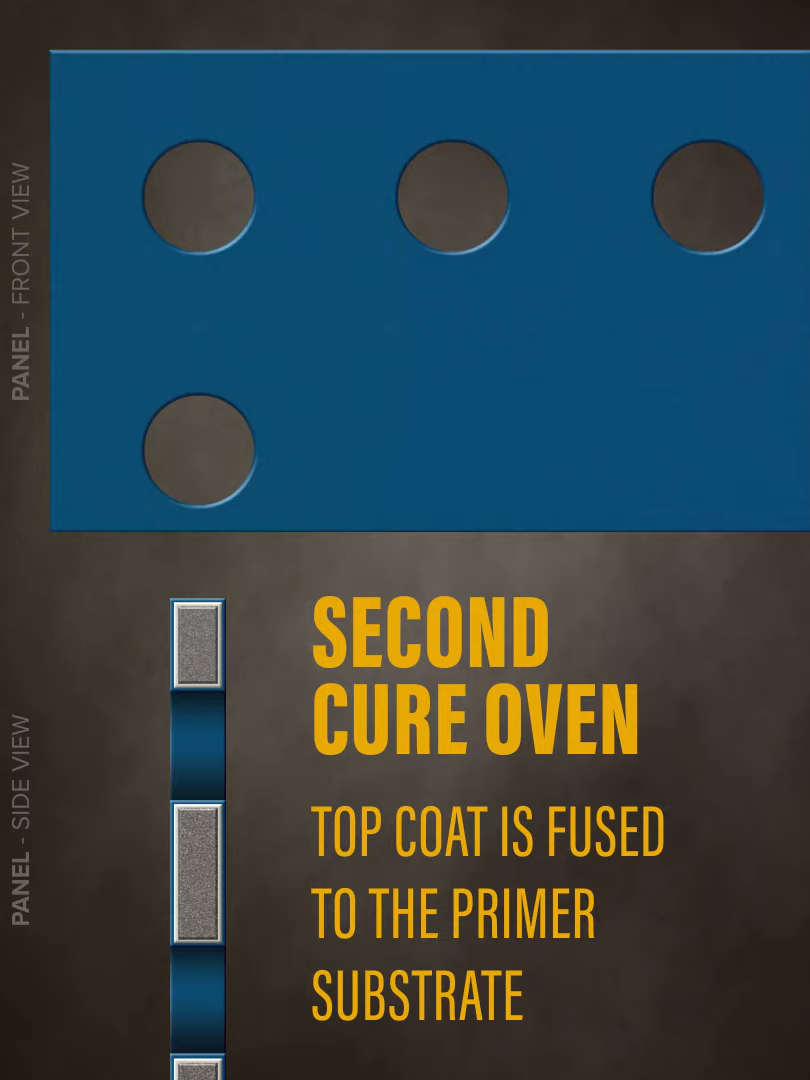 PANEL - FRONT VIEW
SECOND
CURE OVEN
TOP COAT IS FUSED
TO THE PRIMER
SUBSTRATE
PANEL - SIDE VIEW